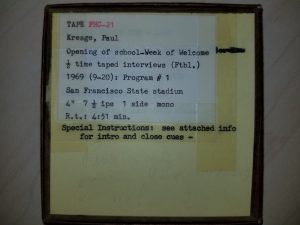 TAPE FHC-21
Kresge, Paul
Opening of school-Week of Welcome
½ time taped interviews (Ftbl.)
1969 (9-20): Program # 1
San Francisco State stadium
4" 7 ½ ips 1 side mono
R.t.: 4:51 min.
Special Instructions: see attached info
for intro and close cues -